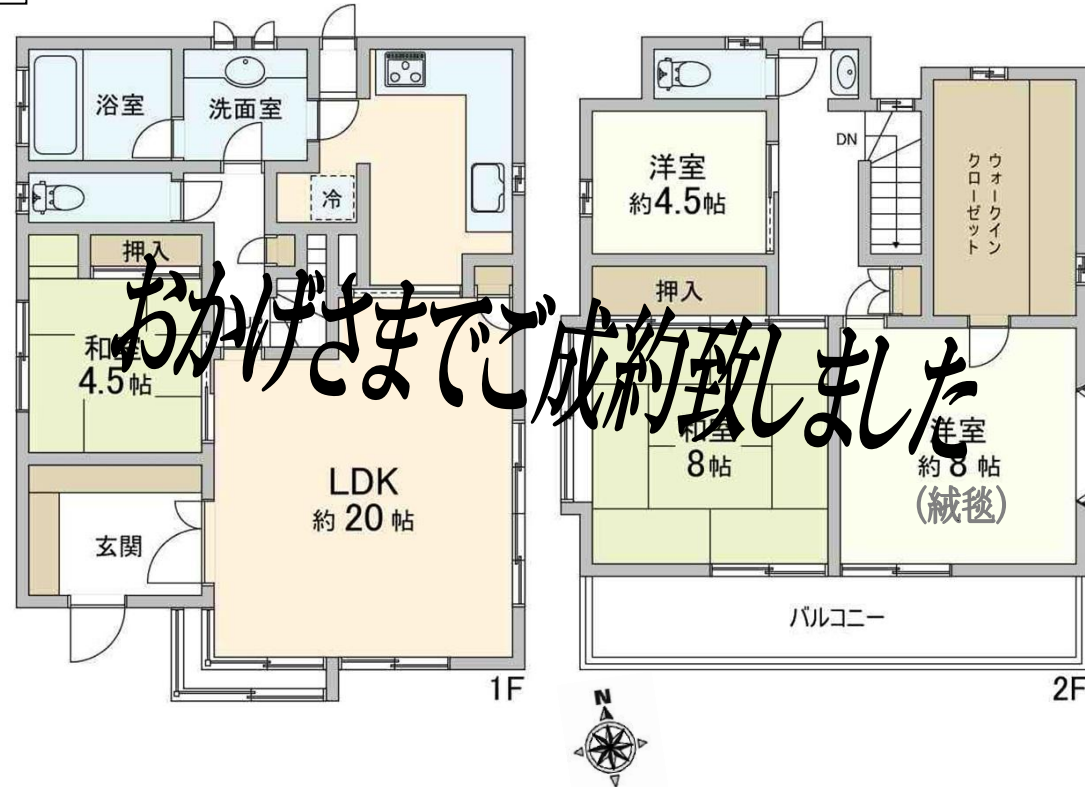 浴室
洗面室
冷
押入
和室
4.5帖
LDK
約20帖
玄関
1F
洋室
約4.5帖
DN
ウォークイン
クローゼット
押入
和室
8帖
洋室
約8帖
(絨毯)
バルコニー
2F
おかげさまでご成約致しました
N